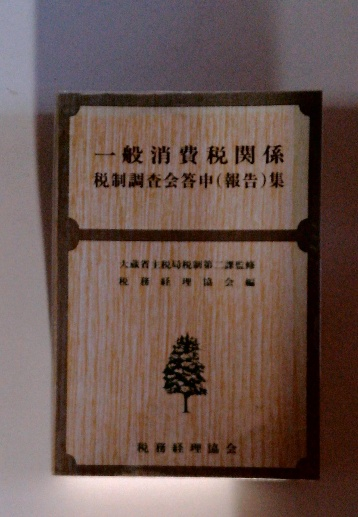 一般消費税関係
税制調査会答申(報告)集
大蔵省主税局税制第二課監修
税務経理協会編
税務経理協会